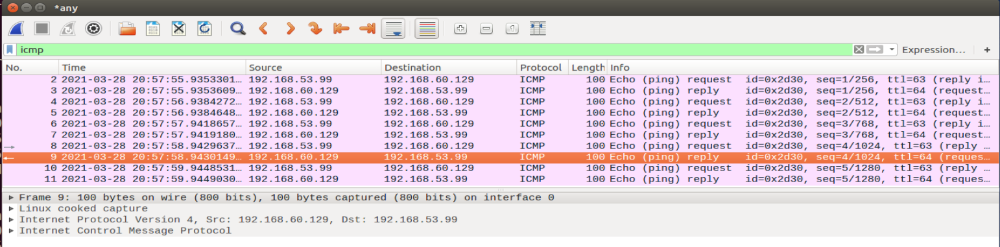 *any
icmp
Expression… +
No. Time Source Destination Protocol Length Info
2 2021-03-28 20:57:55.9353301… 192.168.53.99 192.168.60.129 ICMP 100 Echo (ping) request id=0x2d30, seq=1/256, ttl=63 (reply i…
3 2021-03-28 20:57:55.9353609… 192.168.60.129 192.168.53.99 ICMP 100 Echo (ping) reply id=0x2d30, seq=1/256, ttl=64 (request…
4 2021-03-28 20:57:56.9384272… 192.168.53.99 192.168.60.129 ICMP 100 Echo (ping) request id=0x2d30, seq=2/512, ttl=63 (reply i…
5 2021-03-28 20:57:56.9384648… 192.168.60.129 192.168.53.99 ICMP 100 Echo (ping) reply id=0x2d30, seq=2/512, ttl=64 (request…
6 2021-03-28 20:57:57.9418657… 192.168.53.99 192.168.60.129 ICMP 100 Echo (ping) request id=0x2d30, seq=3/768, ttl=63 (reply i…
7 2021-03-28 20:57:57.9419180… 192.168.60.129 192.168.53.99 ICMP 100 Echo (ping) reply id=0x2d30, seq=3/768, ttl=64 (request…
8 2021-03-28 20:57:58.9429637… 192.168.53.99 192.168.60.129 ICMP 100 Echo (ping) request id=0x2d30, seq=4/1024, ttl=63 (reply …
9 2021-03-28 20:57:58.9430149… 192.168.60.129 192.168.53.99 ICMP 100 Echo (ping) reply id=0x2d30, seq=4/1024, ttl=64 (reques…
10 2021-03-28 20:57:59.9448531… 192.168.53.99 192.168.60.129 ICMP 100 Echo (ping) request id=0x2d30, seq=5/1280, ttl=63 (reply …
11 2021-03-28 20:57:59.9449030… 192.168.60.129 192.168.53.99 ICMP 100 Echo (ping) reply id=0x2d30, seq=5/1280, ttl=64 (reques…
Frame 9: 100 bytes on wire (800 bits), 100 bytes captured (800 bits) on interface 0
Linux cooked capture
Internet Protocol Version 4, Src: 192.168.60.129, Dst: 192.168.53.99
Internet Control Message Protocol